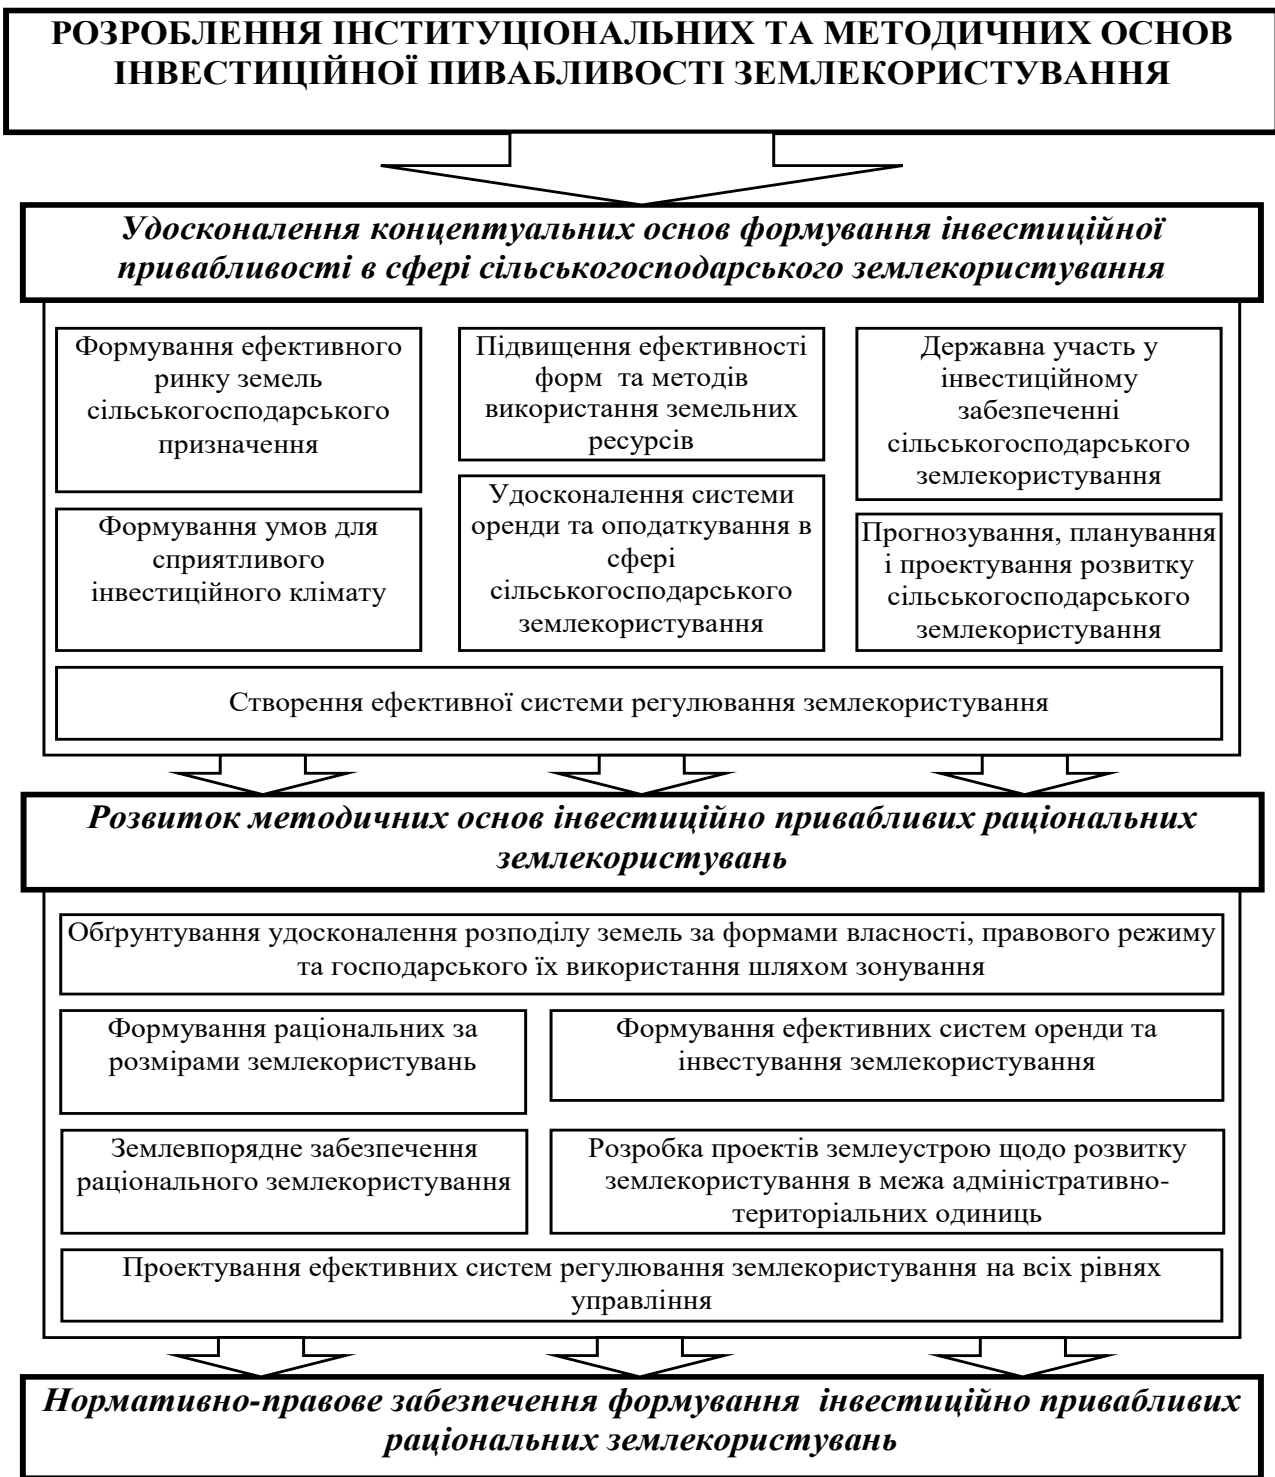 РОЗРОБЛЕННЯ ІНСТИТУЦІОНАЛЬНИХ ТА МЕТОДИЧНИХ ОСНОВ
ІНВЕСТИЦІЙНОЇ ПИВАБЛИВОСТІ ЗЕМЛЕКОРИСТУВАННЯ
Удосконалення концептуальних основ формування інвестиційної
привабливості в сфері сільськогосподарського землекористування
Формування ефективного
ринку земель
сільськогосподарського
призначення
Підвищення ефективності
форм та методів
використання земельних
ресурсів
Державна участь у
інвестиційному
забезпеченні
сільськогосподарського
землекористування
Формування умов для
сприятливого
інвестиційного клімату
Удосконалення системи
оренди та оподаткування в
сфері
сільськогосподарського
землекористування
Прогнозування, планування
і проектування розвитку
сільськогосподарського
землекористування
Створення ефективної системи регулювання землекористування
Розвиток методичних основ інвестиційно привабливих раціональних
землекористувань
Обґрунтування удосконалення розподілу земель за формами власності, правового режиму
та господарського їх використання шляхом зонування
Формування раціональних за
розмірами землекористувань
Формування ефективних систем оренди та
інвестування землекористування
Землевпорядне забезпечення
раціонального землекористування
Розробка проектів землеустрою щодо розвитку
землекористування в межа адміністративно-
територіальних одиниць
Проектування ефективних систем регулювання землекористування на всіх рівнях
управління
Нормативно-правове забезпечення формування інвестиційно привабливих
раціональних землекористувань